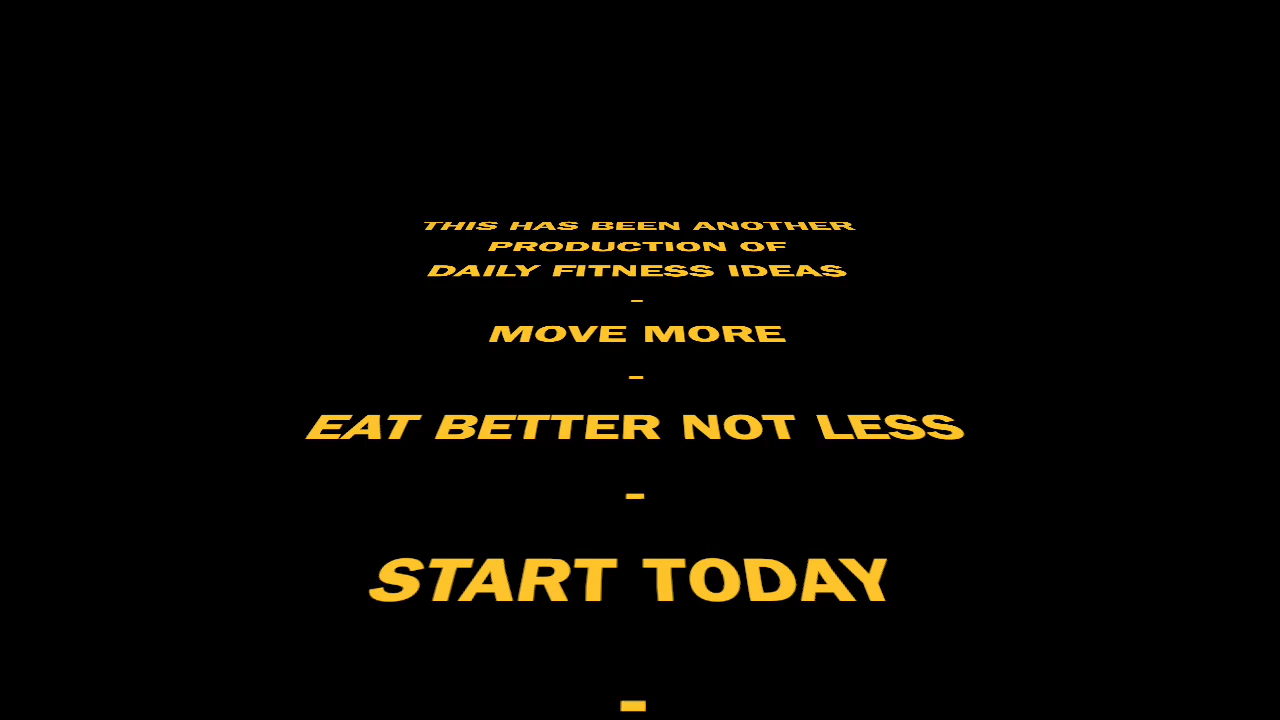 THIS HAS BEEN ANOTHER
PRODUCTION OF
DAILY FITNESS IDEAS
-
MOVE MORE
-
EAT BETTER NOT LESS
-
START TODAY
-